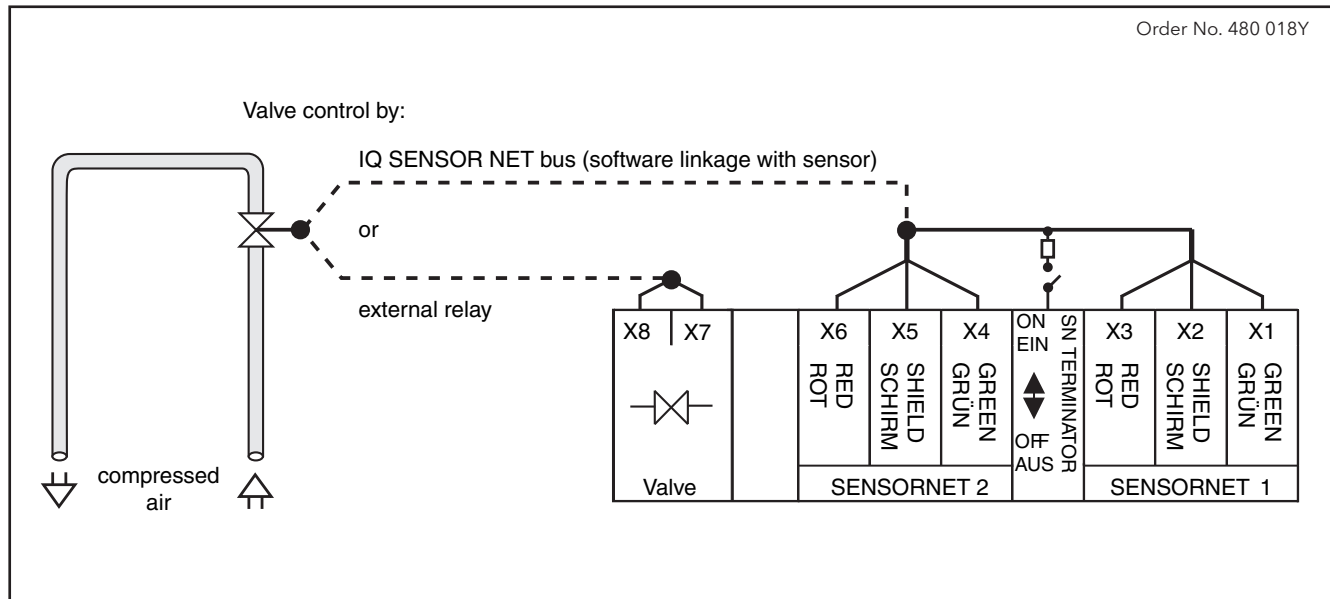 Order No. 480 018Y
Valve control by:
IQ SENSOR NET bus (software linkage with sensor)
or
external relay
compressed
air
X8
X7
Valve
X6
RED
ROT
X5
SHIELD
SCHIRM
X4
GREEN
GRÜN
SENSORNET 2
ON
EIN
OFF
AUS
SN TERMINATOR
X3
RED
ROT
X2
SHIELD
SCHIRM
X1
GREEN
GRÜN
SENSORNET 1